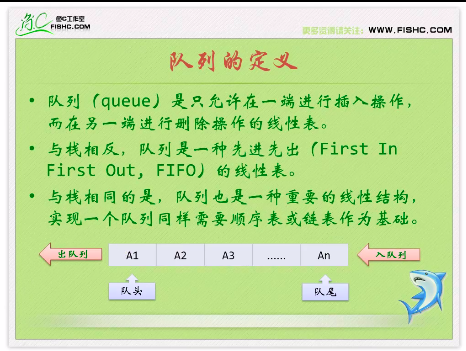 鱼C工作室
FISHC.COM
更多资源请关注：WWW.FISHC.COM
队列的定义
• 队列（queue）是只允许在一端进行插入操作，
而在另一端进行删除操作的线性表。
• 与栈相反，队列是一种先进先出（First In
First Out, FIFO）的线性表。
• 与栈相同的是，队列也是一种重要的线性结构，
实现一个队列同样需要顺序表或链表作为基础。
出队列 A1 A2 A3 ...... An 入队列
队头 队尾